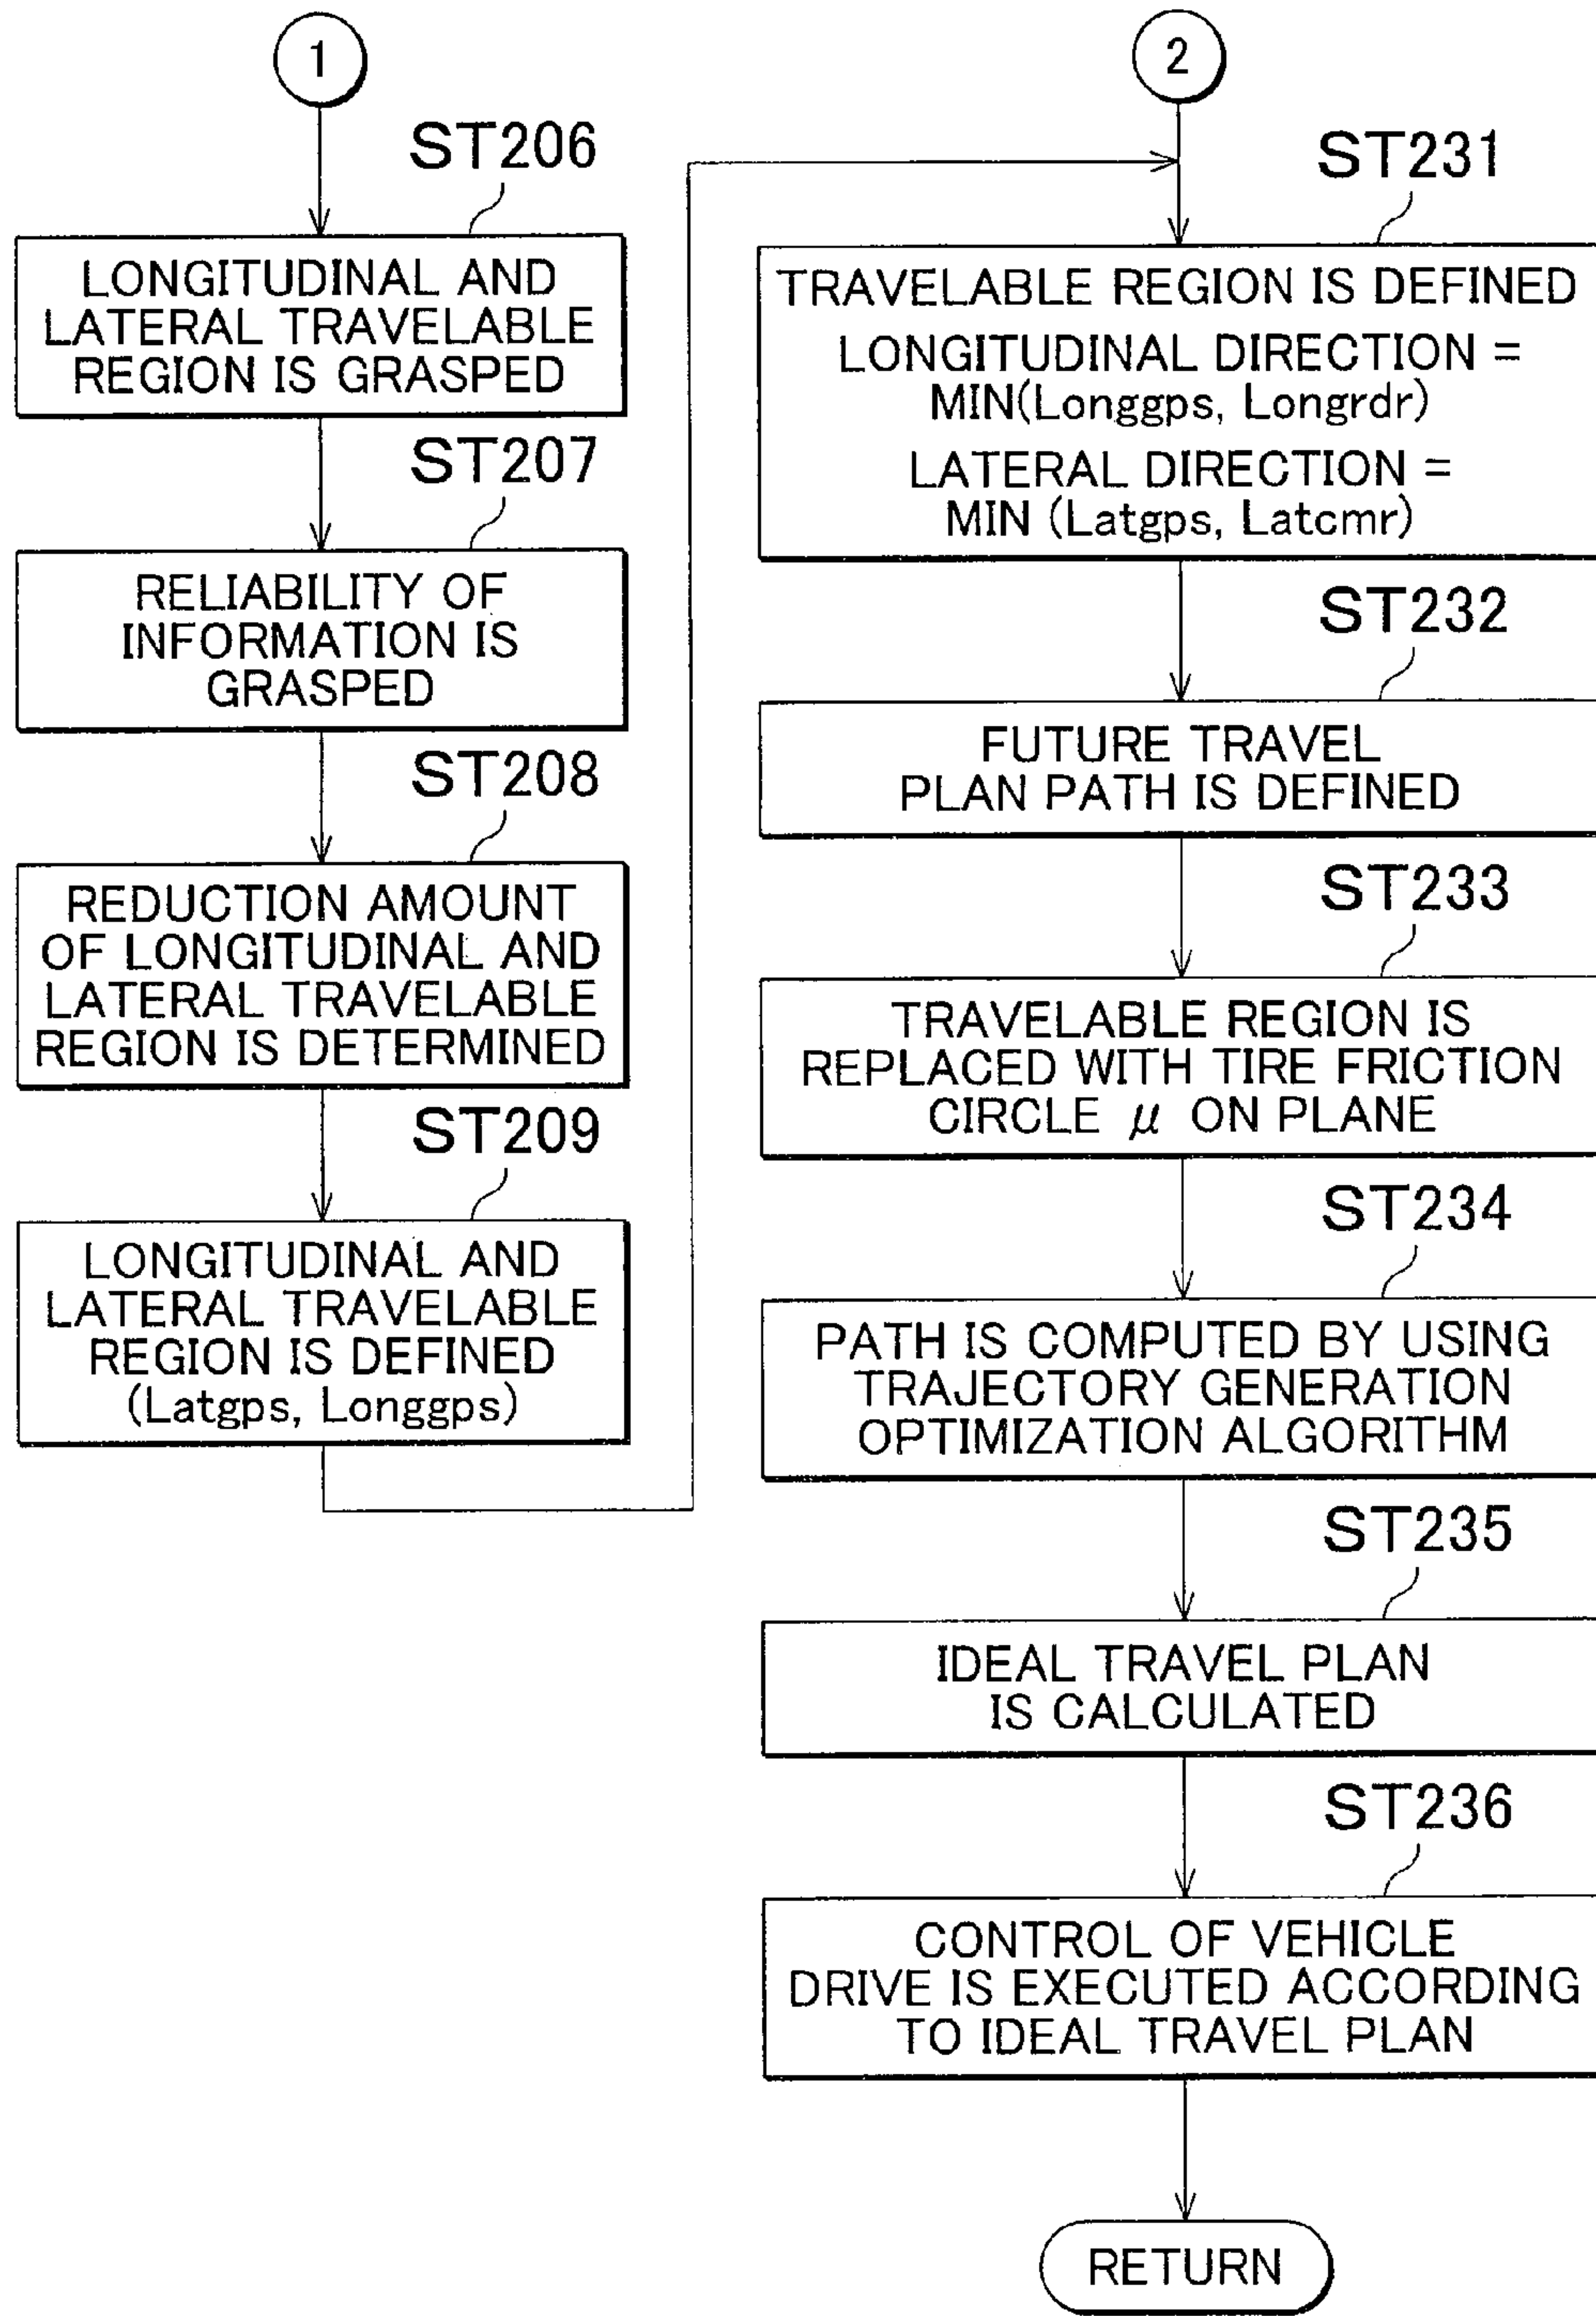 1
ST206
LONGITUDINAL AND
LATERAL TRAVELABLE
REGION IS GRASPED
ST207
RELIABILITY OF
INFORMATION IS
GRASPED
ST208
REDUCTION AMOUNT
OF LONGITUDINAL AND
LATERAL TRAVELABLE
REGION IS DETERMINED
ST209
LONGITUDINAL AND
LATERAL TRAVELABLE
REGION IS DEFINED
(Latgps, Longgps)
2
ST231
TRAVELABLE REGION IS DEFINED
LONGITUDINAL DIRECTION =
MIN(Longgps, Longrdr)
LATERAL DIRECTION =
MIN (Latgps, Latcmr)
ST232
FUTURE TRAVEL
PLAN PATH IS DEFINED
ST233
TRAVELABLE REGION IS
REPLACED WITH TIRE FRICTION
CIRCLE μ ON PLANE
ST234
PATH IS COMPUTED BY USING
TRAJECTORY GENERATION
OPTIMIZATION ALGORITHM
ST235
IDEAL TRAVEL PLAN
IS CALCULATED
ST236
CONTROL OF VEHICLE
DRIVE IS EXECUTED ACCORDING
TO IDEAL TRAVEL PLAN
RETURN